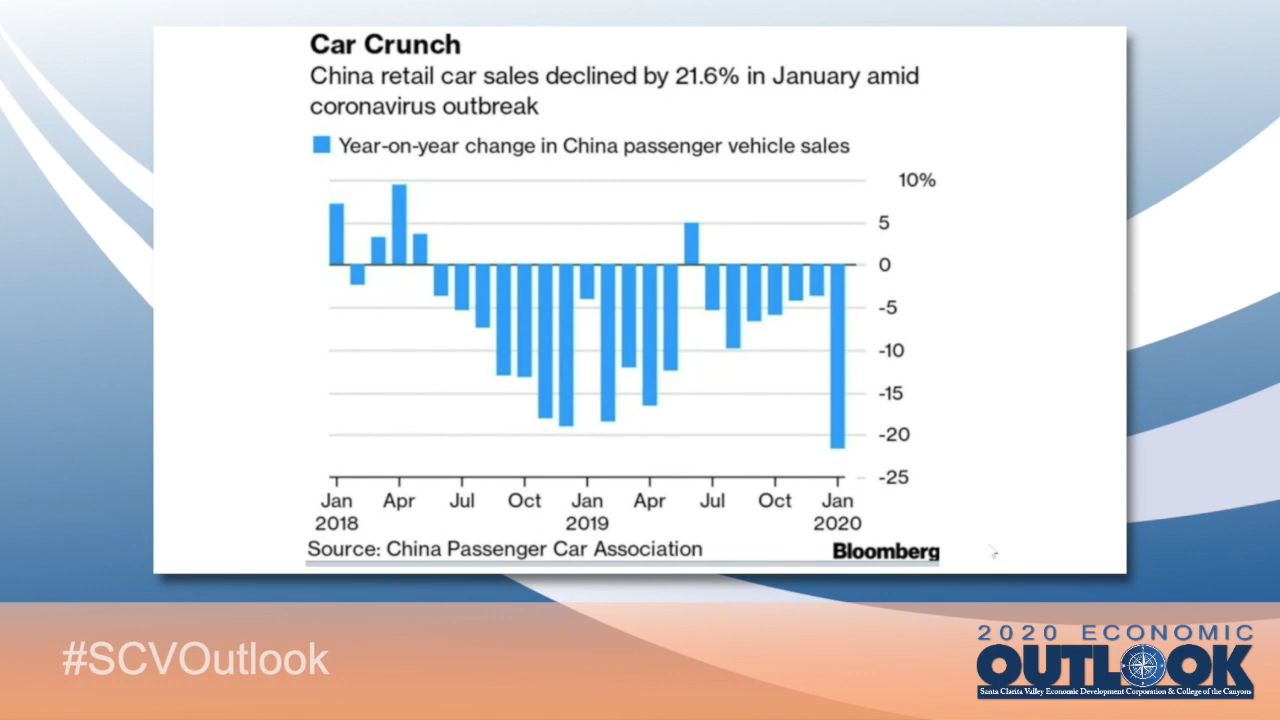 Car Crunch
China retail car sales declined by 21.6% in January amid
coronavirus outbreak
Year-on-year change in China passenger vehicle sales
10%
5
0
-5
-10
-15
-20
-25
Jan Apr Jul Oct Jan Apr Jul Oct Jan
2018 2019 2020
Source: China Passenger Car Association Bloomberg
#SCVOutlook
2020 ECONOMIC
OUTLOOK
Santa Clarita Valley Economic Development Corporation & College of the Canyons